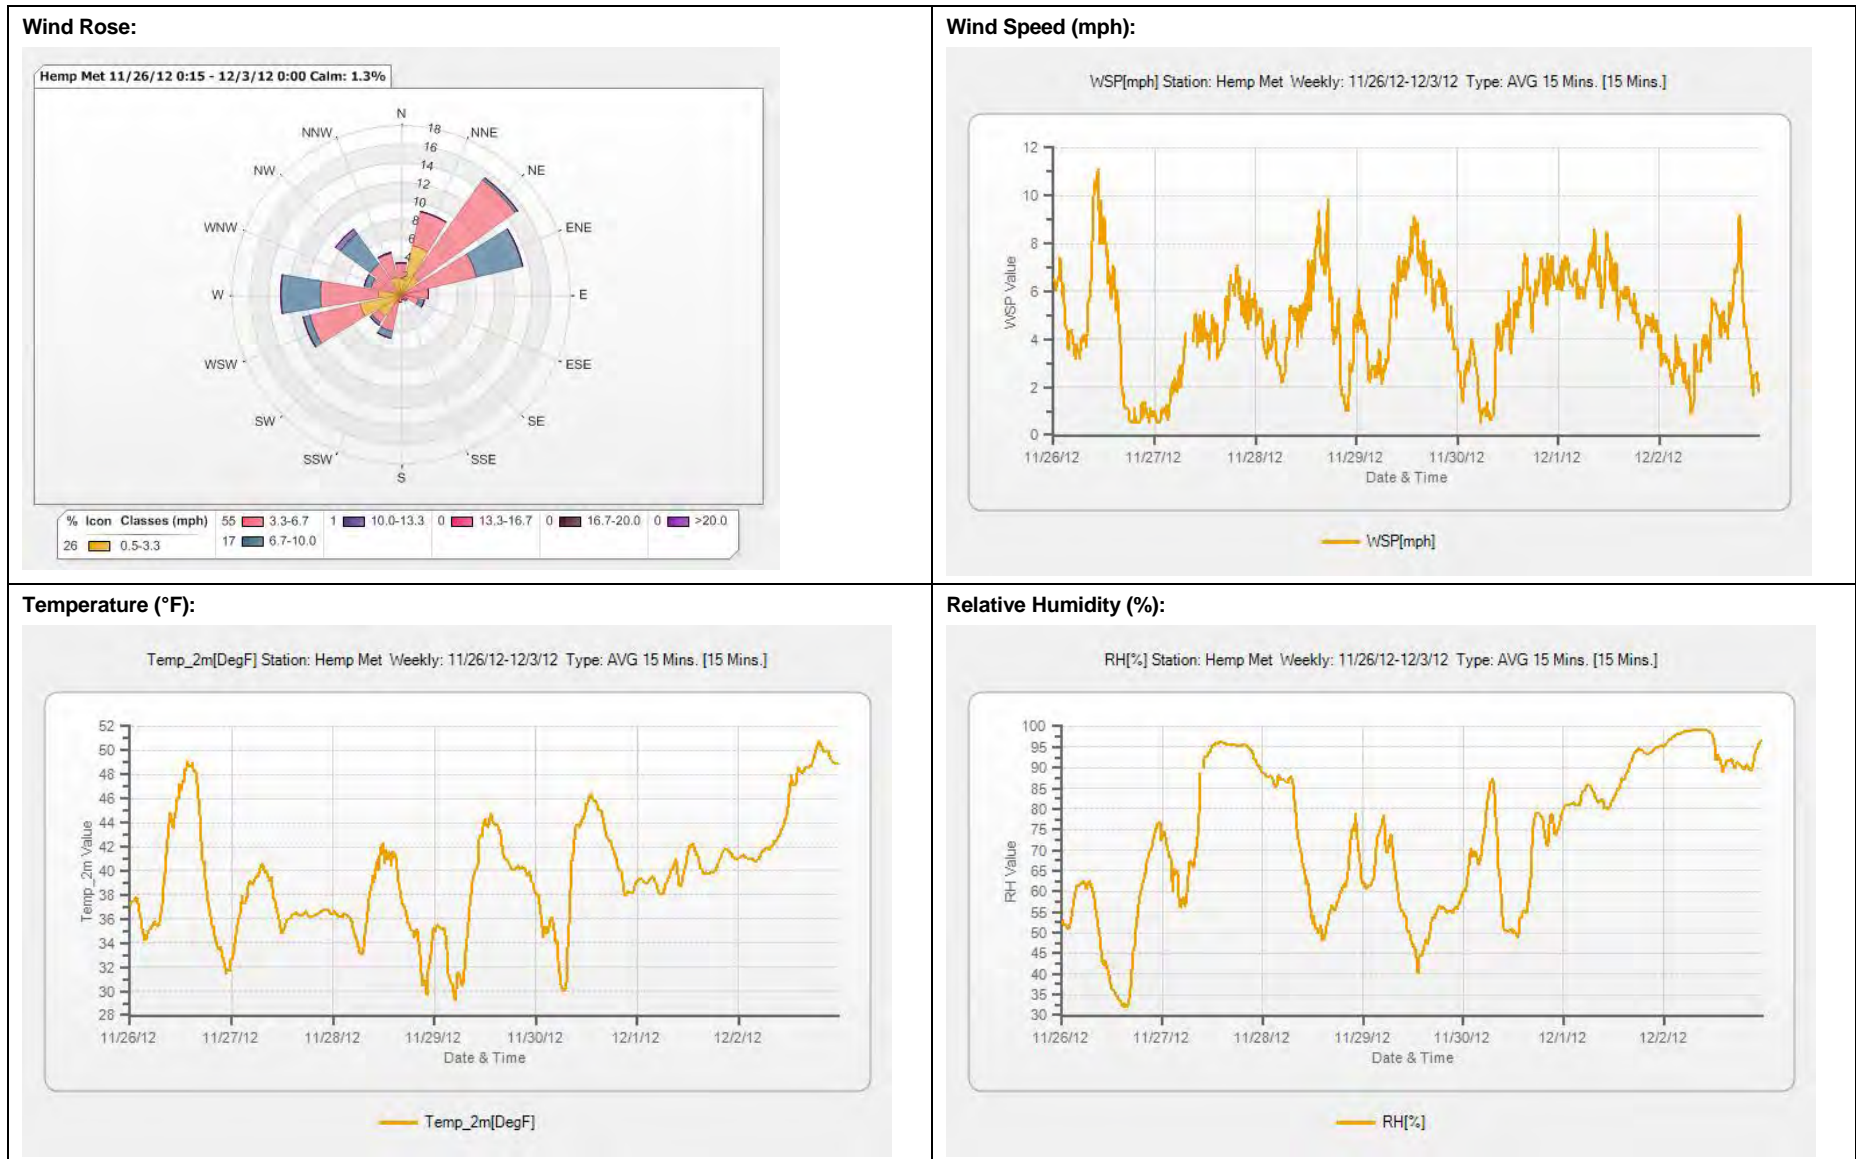 Wind Rose:
Hemp Met 11/26/12 0:15 - 12/3/12 0:00 Calm: 1.3%
N
NNE
NE
ENE
E
ESE
SE
SSE
S
SSW
SW
WSW
W
WNW
NW
NNW
18
16
14
12
10
8
6
4
2
% Icon Classes (mph)
26 0.5-3.3
55 3.3-6.7
17 6.7-10.0
1 10.0-13.3
0 13.3-16.7
0 16.7-20.0
0 >20.0
Wind Speed (mph):
WSP[mph] Station: Hemp Met Weekly: 11/26/12-12/3/12 Type: AVG 15 Mins. [15 Mins.]
WSP Value
12
10
8
6
4
2
0
11/26/12 11/27/12 11/28/12 11/29/12 11/30/12 12/1/12 12/2/12
Date & Time
WSP[mph]
Temperature (°F):
Temp_2m[DegF] Station: Hemp Met Weekly: 11/26/12-12/3/12 Type: AVG 15 Mins. [15 Mins.]
Temp_2m Value
52
50
48
46
44
42
40
38
36
34
32
30
28
11/26/12 11/27/12 11/28/12 11/29/12 11/30/12 12/1/12 12/2/12
Date & Time
Temp_2m[DegF]
Relative Humidity (%):
RH[%] Station: Hemp Met Weekly: 11/26/12-12/3/12 Type: AVG 15 Mins. [15 Mins.]
RH Value
100
95
90
85
80
75
70
65
60
55
50
45
40
35
30
11/26/12 11/27/12 11/28/12 11/29/12 11/30/12 12/1/12 12/2/12
Date & Time
RH[%]